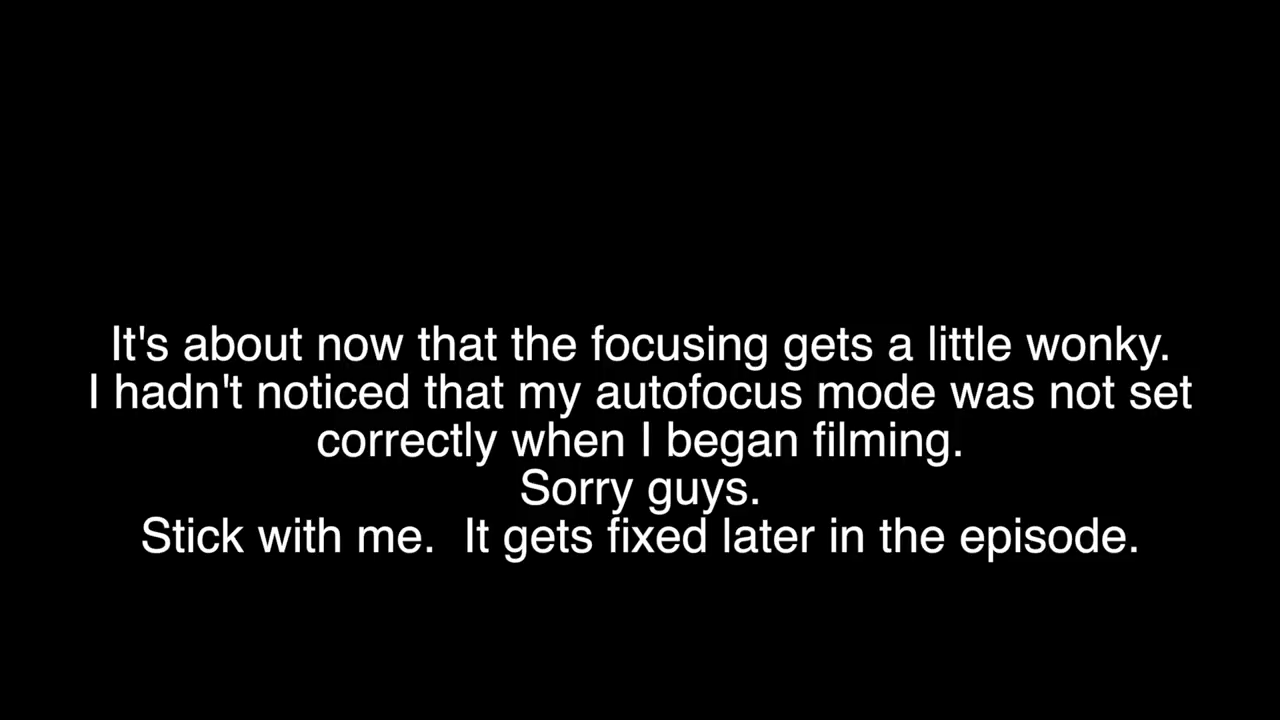 It's about now that the focusing gets a little wonky.
I hadn't noticed that my autofocus mode was not set
correctly when I began filming.
Sorry guys.
Stick with me.  It gets fixed later in the episode.